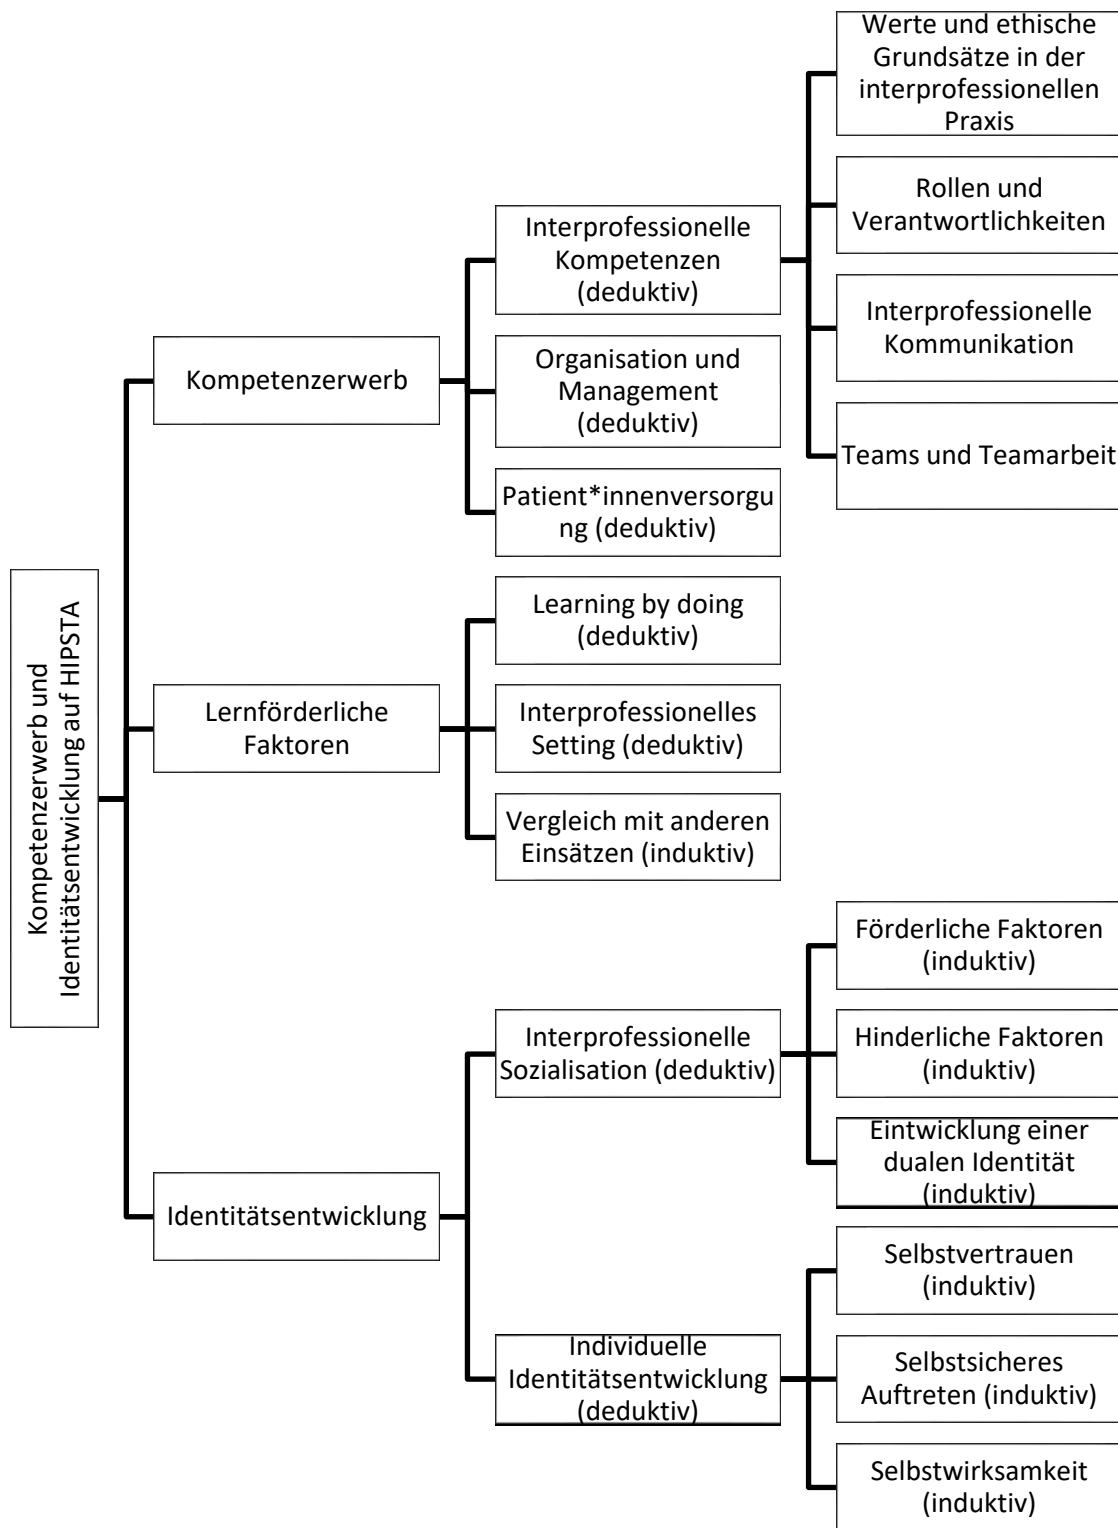 Kompetenzerwerb und
Identitätsentwicklung auf HIPSTA
Kompetenzerwerb
Interprofessionelle
Kompetenzen
(deduktiv)
Werte und ethische
Grundsätze in der
interprofessionellen
Praxis
Rollen und
Verantwortlichkeiten
Interprofessionelle
Kommunikation
Teams und Teamarbeit
Organisation und
Management
(deduktiv)
Patient*innenversorgu
ng (deduktiv)
Lernförderliche
Faktoren
Learning by doing
(deduktiv)
Interprofessionelles
Setting (deduktiv)
Vergleich mit anderen
Einsätzen (induktiv)
Identitätsentwicklung
Interprofessionelle
Sozialisation (deduktiv)
Förderliche Faktoren
(induktiv)
Hinderliche Faktoren
(induktiv)
Eintwicklung einer
dualen Identität
(induktiv)
Individuelle
Identitätsentwicklung
(deduktiv)
Selbstvertrauen
(induktiv)
Selbstsicheres
Auftreten (induktiv)
Selbstwirksamkeit
(induktiv)